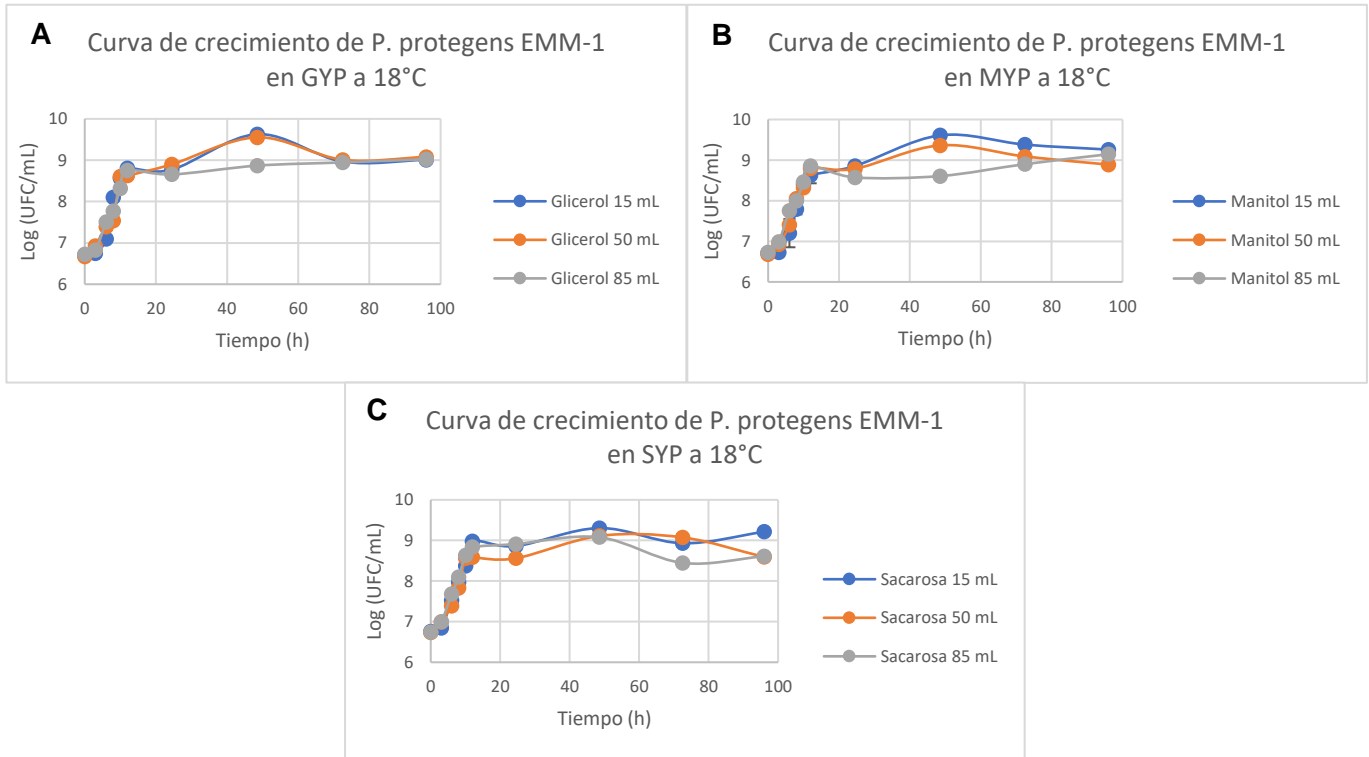 A
Curva de crecimiento de P. protegens EMM-1
en GYP a 18°C
Log (UFC/mL)
10
9
8
7
6
0 20 40 60 80 100
Tiempo (h)
Glicerol 15 mL
Glicerol 50 mL
Glicerol 85 mL
B
Curva de crecimiento de P. protegens EMM-1
en MYP a 18°C
Log (UFC/mL)
10
9
8
7
6
0 20 40 60 80 100
Tiempo (h)
Manitol 15 mL
Manitol 50 mL
Manitol 85 mL
C
Curva de crecimiento de P. protegens EMM-1
en SYP a 18°C
Log (UFC/mL)
10
9
8
7
6
0 20 40 60 80 100
Tiempo (h)
Sacarosa 15 mL
Sacarosa 50 mL
Sacarosa 85 mL